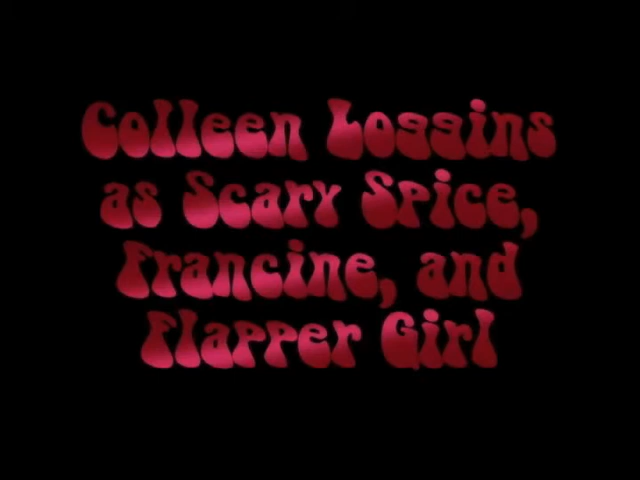 Colleen Loggins
as Scary Spice,
Francine, and
Flapper Girl